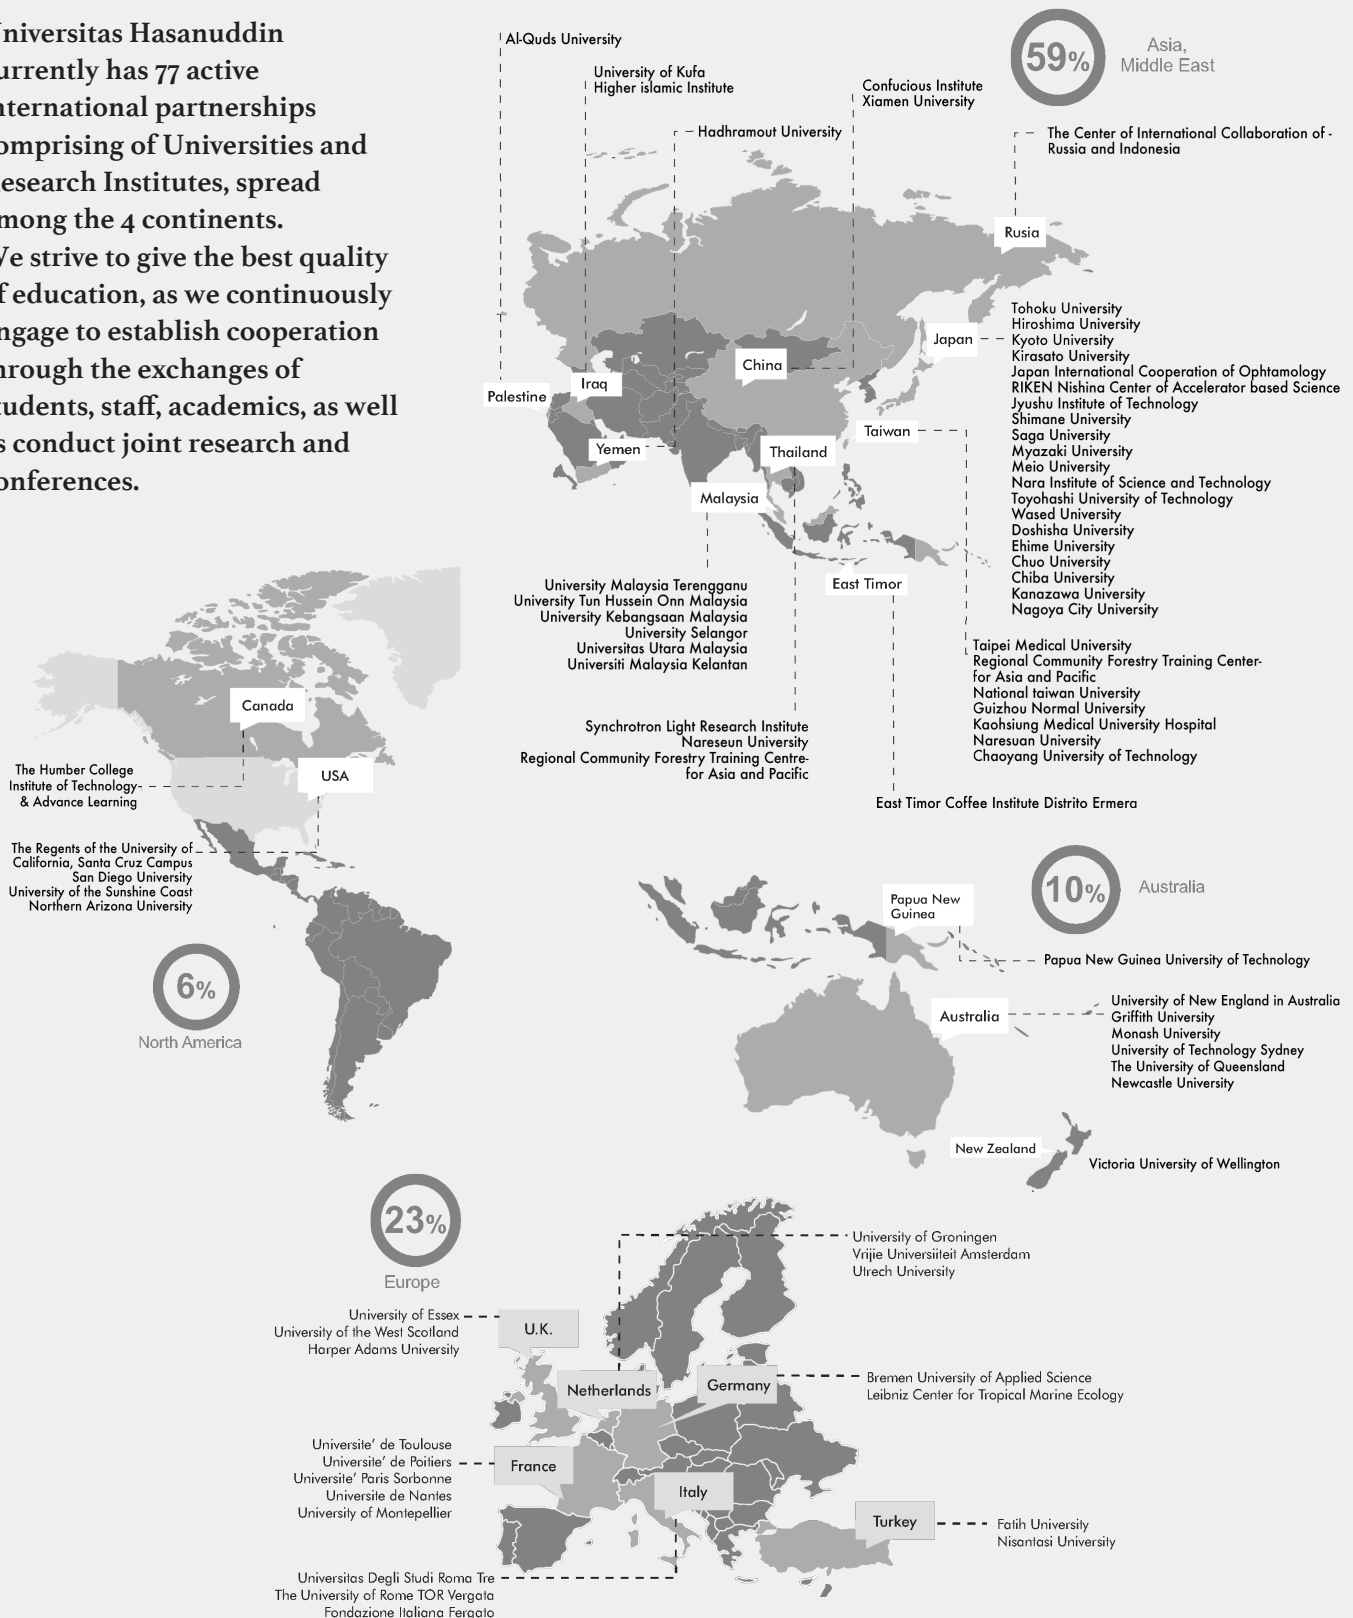 niversitas Hasanuddin
urrently has 77 active
nternational partnerships
omprising of Universities and
esearch Institutes, spread
mong the 4 continents.
We strive to give the best quality
f education, as we continuously
ngage to establish cooperation
hrough the exchanges of
tudents, staff, academics, as well
s conduct joint research and
onferences.
59%
Asia,
Middle East
Al-Quds University
University of Kufa
Higher islamic Institute
Hadhramout University
Confucious Institute
Xiamen University
The Center of International Collaboration of -
Russia and Indonesia
Rusia
Japan
China
Iraq
Palestine
Yemen
Taiwan
Thailand
Malaysia
East Timor
Tohoku University
Hiroshima University
Kyoto University
Kirasato University
Japan International Cooperation of Ophtamology
RIKEN Nishina Center of Accelerator based Science
Jyushu Institute of Technology
Shimane University
Saga University
Myazaki University
Meio University
Nara Institute of Science and Technology
Toyohashi University of Technology
Wased University
Doshisha University
Ehime University
Chuo University
Chiba University
Kanazawa University
Nagoya City University
University Malaysia Terengganu
University Tun Hussein Onn Malaysia
University Kebangsaan Malaysia
University Selangor
Universitas Utara Malaysia
Universiti Malaysia Kelantan
Taipei Medical University
Regional Community Forestry Training Center-
for Asia and Pacific
National taiwan University
Guizhou Normal University
Kaohsiung Medical University Hospital
Naresuan University
Chaoyang University of Technology
Synchrotron Light Research Institute
Nareseun University
Regional Community Forestry Training Centre-
for Asia and Pacific
East Timor Coffee Institute Distrito Ermera
Canada
USA
The Humber College
Institute of Technology
& Advance Learning
The Regents of the University of
California, Santa Cruz Campus
San Diego University
University of the Sunshine Coast
Northern Arizona University
6%
North America
10%
Australia
Papua New
Guinea
Papua New Guinea University of Technology
Australia
University of New England in Australia
Griffith University
Monash University
University of Technology Sydney
The University of Queensland
Newcastle University
New Zealand
Victoria University of Wellington
23%
Europe
University of Groningen
Vrijie Universiiteit Amsterdam
Utrech University
University of Essex
University of the West Scotland
Harper Adams University
U.K.
Netherlands
Germany
Bremen University of Applied Science
Leibniz Center for Tropical Marine Ecology
Universite' de Toulouse
Universite' de Poitiers
Universite' Paris Sorbonne
Universite de Nantes
University of Montepellier
France
Italy
Turkey
Fatih University
Nisantasi University
Universitas Degli Studi Roma Tre
The University of Rome TOR Vergata
Fondazione Italiana Fergato